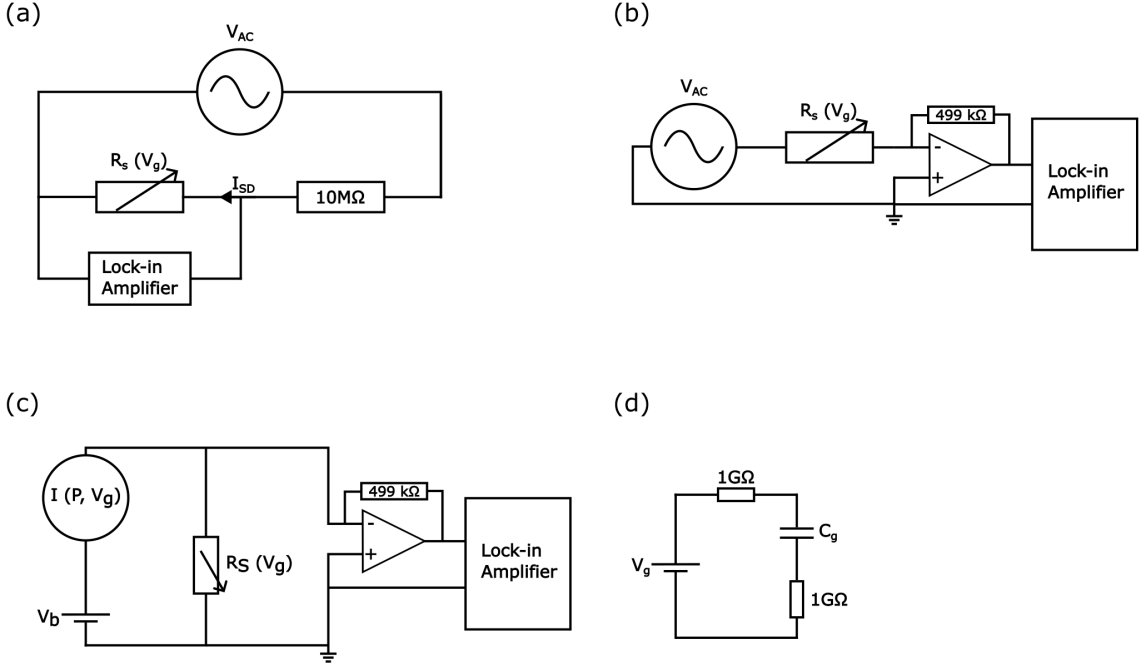 (a)
V_AC
R_s (V_g)
I_SD
10MΩ
Lock-in
Amplifier
(b)
V_AC
R_s (V_g)
499 kΩ
-
+
Lock-in
Amplifier
(c)
I (P, V_g)
V_b
R_S (V_g)
499 kΩ
-
+
Lock-in
Amplifier
(d)
1GΩ
C_g
V_g
1GΩ